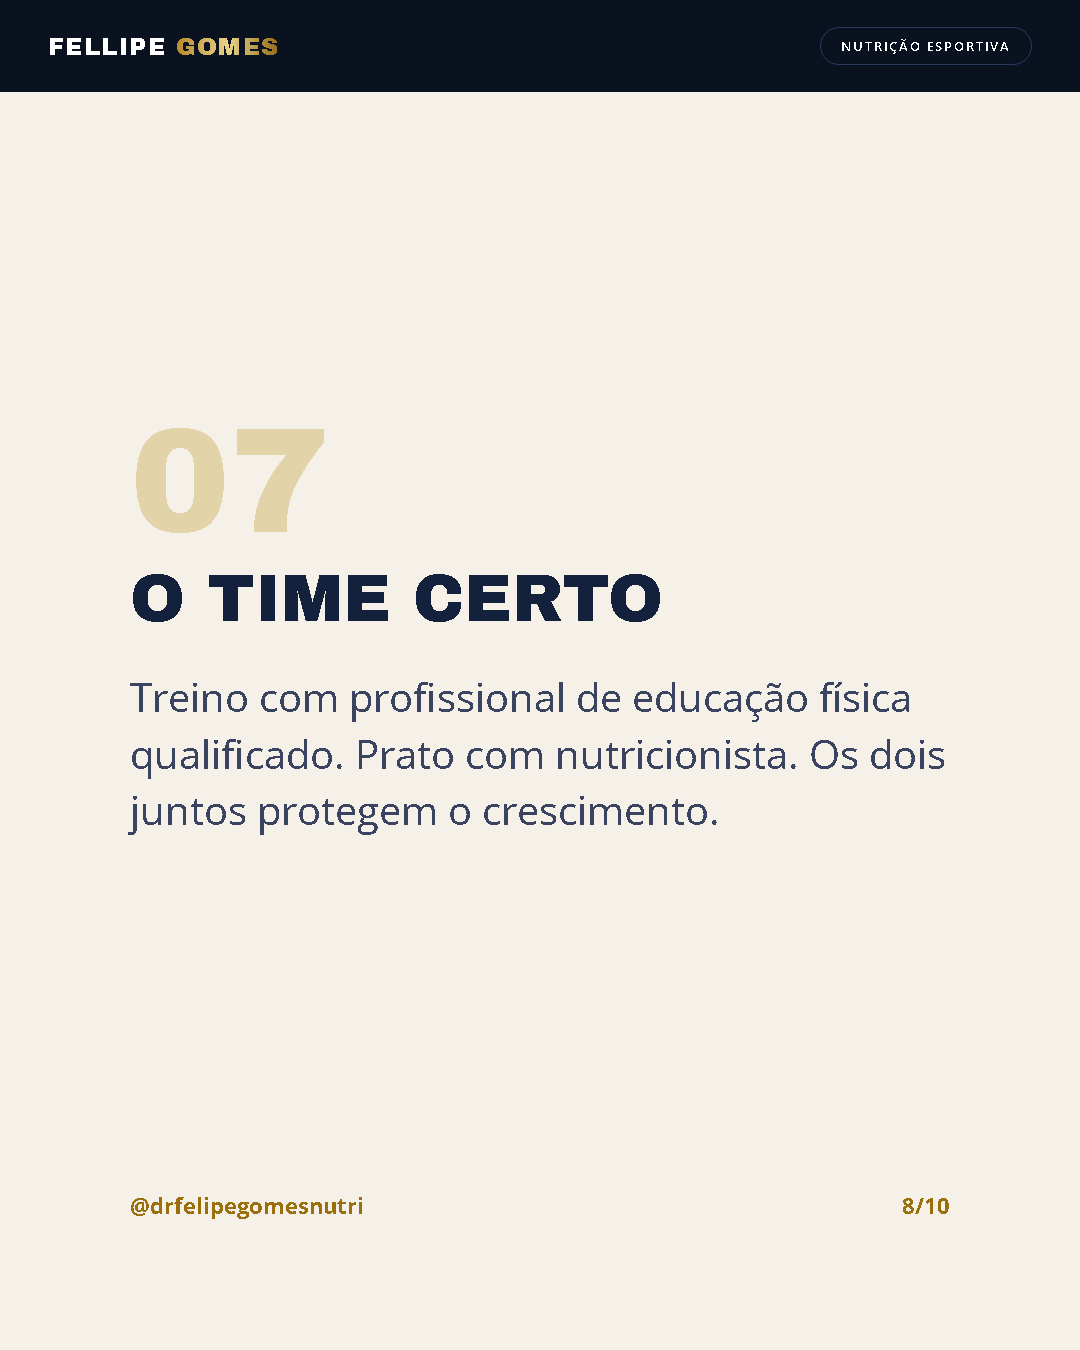 FELLIPE GOMES
NUTRIÇÃO ESPORTIVA
07
O TIME CERTO
Treino com profissional de educação física
qualificado. Prato com nutricionista. Os dois
juntos protegem o crescimento.
@drfelipegomesnutri
8/10